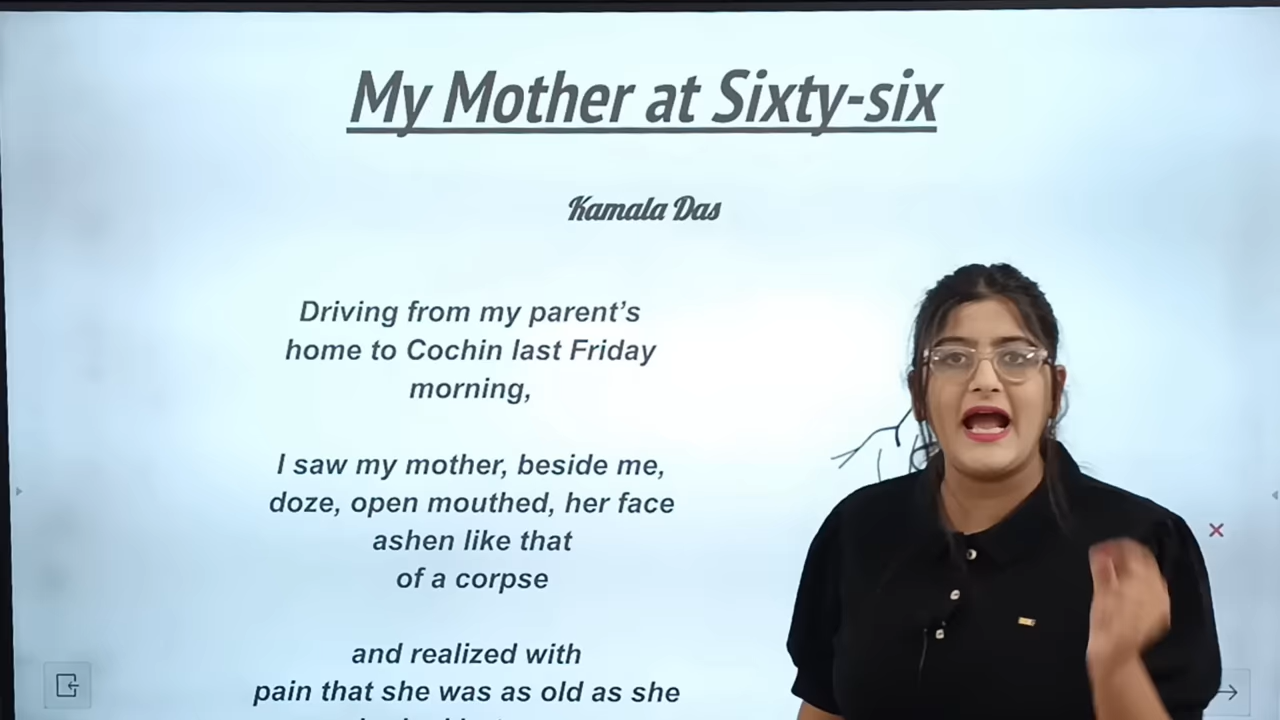 My Mother at Sixty-six
Kamala Das
Driving from my parent’s
home to Cochin last Friday
morning,
I saw my mother, beside me,
doze, open mouthed, her face
ashen like that
of a corpse
and realized with
pain that she was as old as she